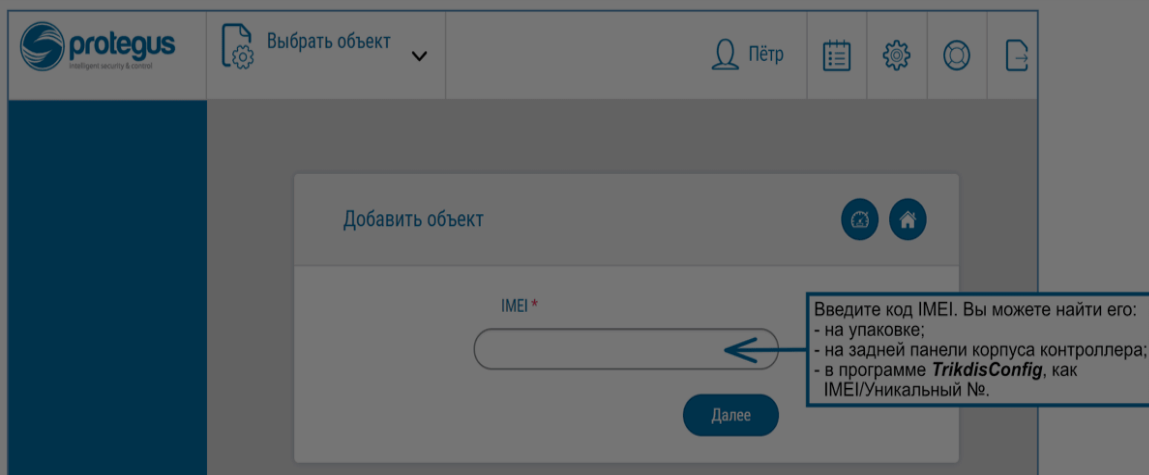 protegus
intelligent security & control
Выбрать объект
Пётр
Добавить объект
IMEI *
Введите код IMEI. Вы можете найти его:
- на упаковке;
- на задней панели корпуса контроллера;
- в программе TrikdisConfig, как
IMEI/Уникальный №.
Далее